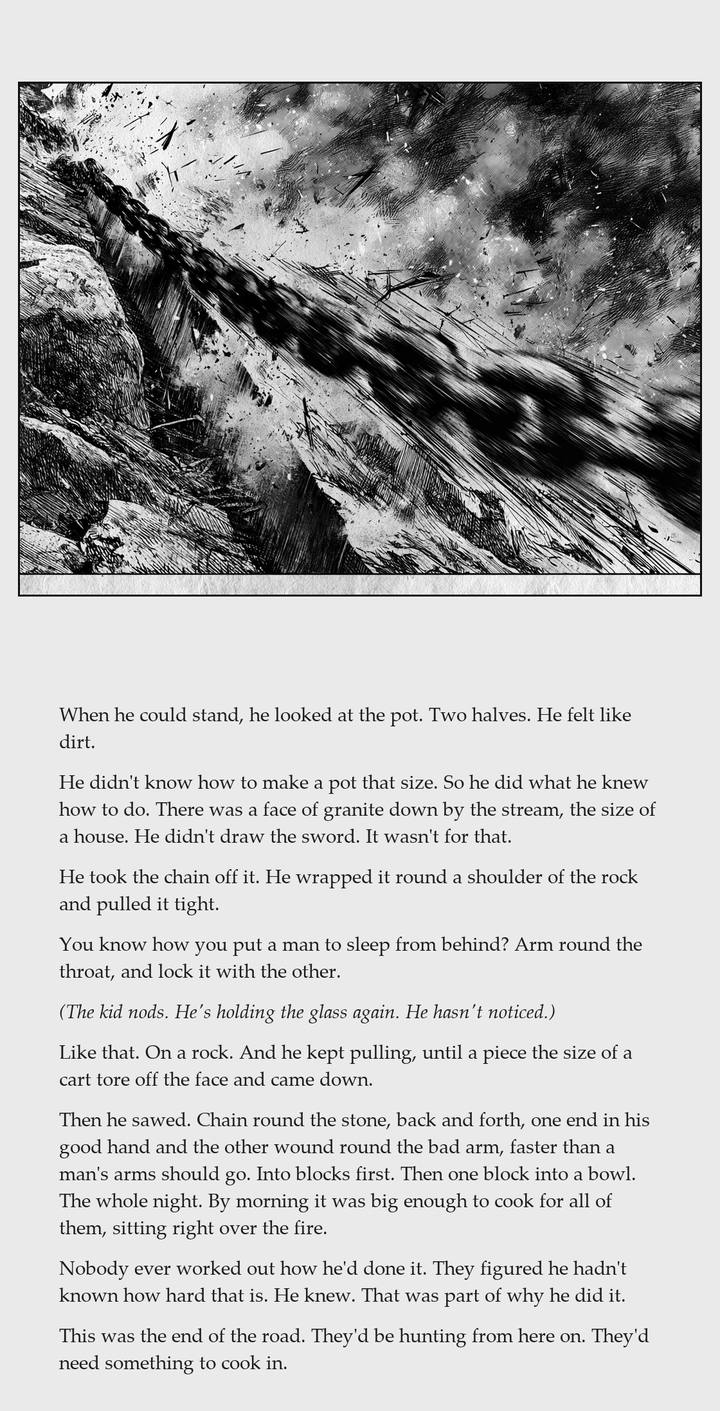 When he could stand, he looked at the pot. Two halves. He felt like
dirt.
He didn't know how to make a pot that size. So he did what he knew
how to do. There was a face of granite down by the stream, the size of
a house. He didn't draw the sword. It wasn't for that.
He took the chain off it. He wrapped it round a shoulder of the rock
and pulled it tight.
You know how you put a man to sleep from behind? Arm round the
throat, and lock it with the other.
(The kid nods. He's holding the glass again. He hasn't noticed.)
Like that. On a rock. And he kept pulling, until a piece the size of a
cart tore off the face and came down.
Then he sawed. Chain round the stone, back and forth, one end in his
good hand and the other wound round the bad arm, faster than a
man's arms should go. Into blocks first. Then one block into a bowl.
The whole night. By morning it was big enough to cook for all of
them, sitting right over the fire.
Nobody ever worked out how he'd done it. They figured he hadn't
known how hard that is. He knew. That was part of why he did it.
This was the end of the road. They'd be hunting from here on. They'd
need something to cook in.